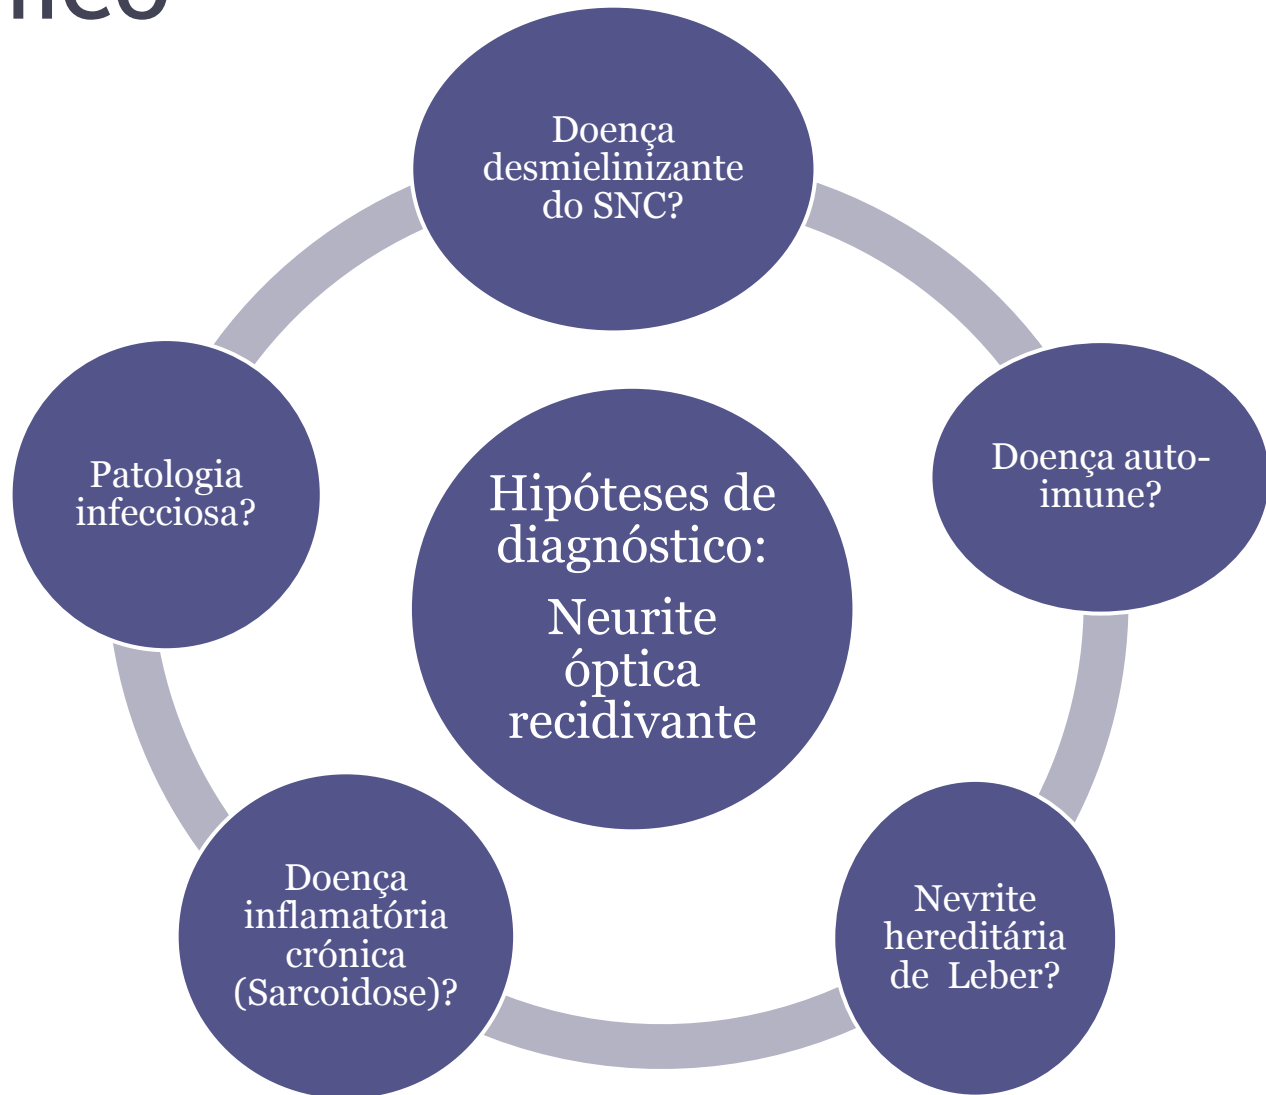 Doença
desmielinizante
do SNC?
Doença auto-
imune?
Nevrite
hereditária
de Leber?
Doença
inflamatória
crónica
(Sarcoidose)?
Patologia
infecciosa?
Hipóteses de
diagnóstico:
Neurite
óptica
recidivante